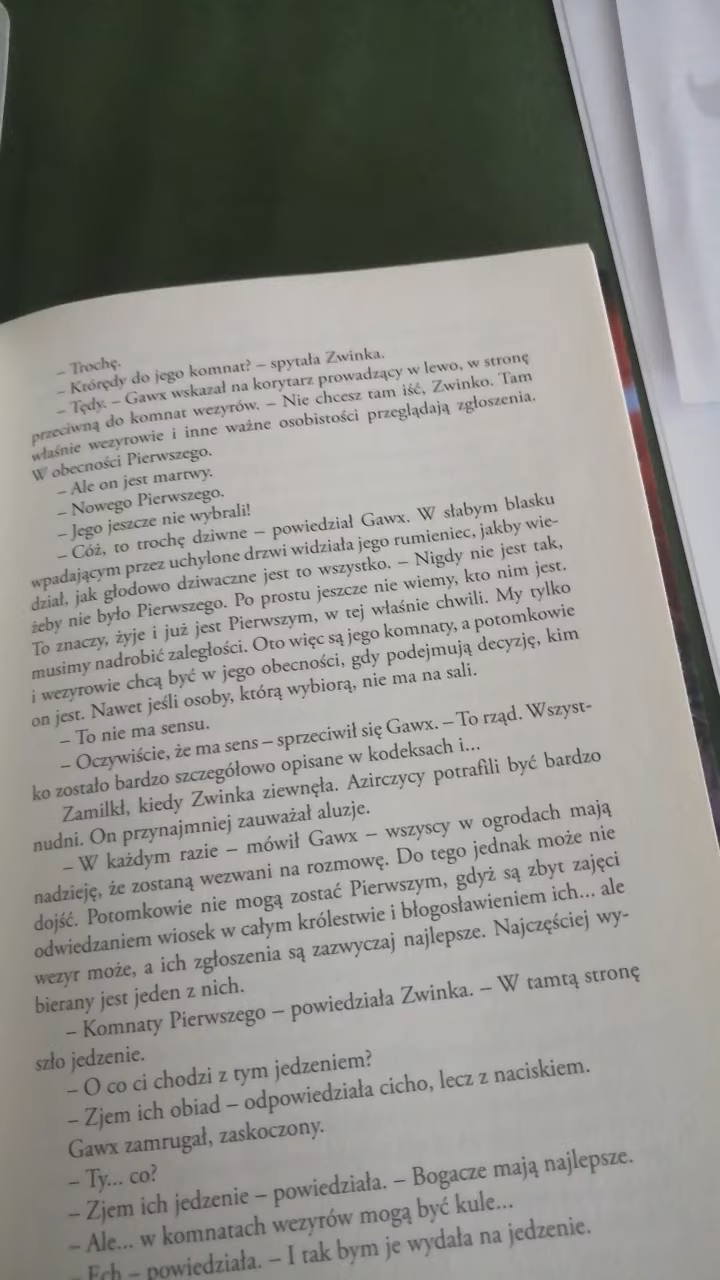 – Trochę.
– Którędy do jego komnat? – spytała Zwinka.
– Tędy. – Gawx wskazał na korytarz prowadzący w lewo, w stronę
przeciwną do komnat wezyrów. – Nie chcesz tam iść, Zwinko. Tam
właśnie wezyrowie i inne ważne osobistości przeglądają zgłoszenia.
W obecności Pierwszego.
– Ale on jest martwy.
– Nowego Pierwszego.
– Jego jeszcze nie wybrali!
– Cóż, to trochę dziwne – powiedział Gawx. W słabym blasku
wpadającym przez uchylone drzwi widziała jego rumieniec, jakby wie-
dział, jak głodowo dziwaczne jest to wszystko. – Nigdy nie jest tak,
żeby nie było Pierwszego. Po prostu jeszcze nie wiemy, kto nim jest.
To znaczy, żyje i już jest Pierwszym, w tej właśnie chwili. My tylko
musimy nadrobić zaległości. Oto więc są jego komnaty, a potomkowie
i wezyrowie chcą być w jego obecności, gdy podejmują decyzję, kim
on jest. Nawet jeśli osoby, którą wybiorą, nie ma na sali.
– To nie ma sensu.
– Oczywiście, że ma sens – sprzeciwił się Gawx. – To rząd. Wszyst-
ko zostało bardzo szczegółowo opisane w kodeksach i...
Zamilkł, kiedy Zwinka ziewnęła. Azirczycy potrafili być bardzo
nudni. On przynajmniej zauważał aluzje.
– W każdym razie – mówił Gawx – wszyscy w ogrodach mają
nadzieję, że zostaną wezwani na rozmowę. Do tego jednak może nie
dojść. Potomkowie nie mogą zostać Pierwszym, gdyż są zbyt zajęci
odwiedzaniem wiosek w całym królestwie i błogosławieniem ich... ale
wezyr może, a ich zgłoszenia są zazwyczaj najlepsze. Najczęściej wy-
bierany jest jeden z nich.
– Komnaty Pierwszego – powiedziała Zwinka. – W tamtą stronę
szło jedzenie.
– O co ci chodzi z tym jedzeniem?
– Zjem ich obiad – odpowiedziała cicho, lecz z naciskiem.
Gawx zamrugał, zaskoczony.
– Ty... co?
– Zjem ich jedzenie – powiedziała. – Bogacze mają najlepsze.
– Ale... w komnatach wezyrów mogą być kule...
– Ech – powiedziała. – I tak bym je wydała na jedzenie.